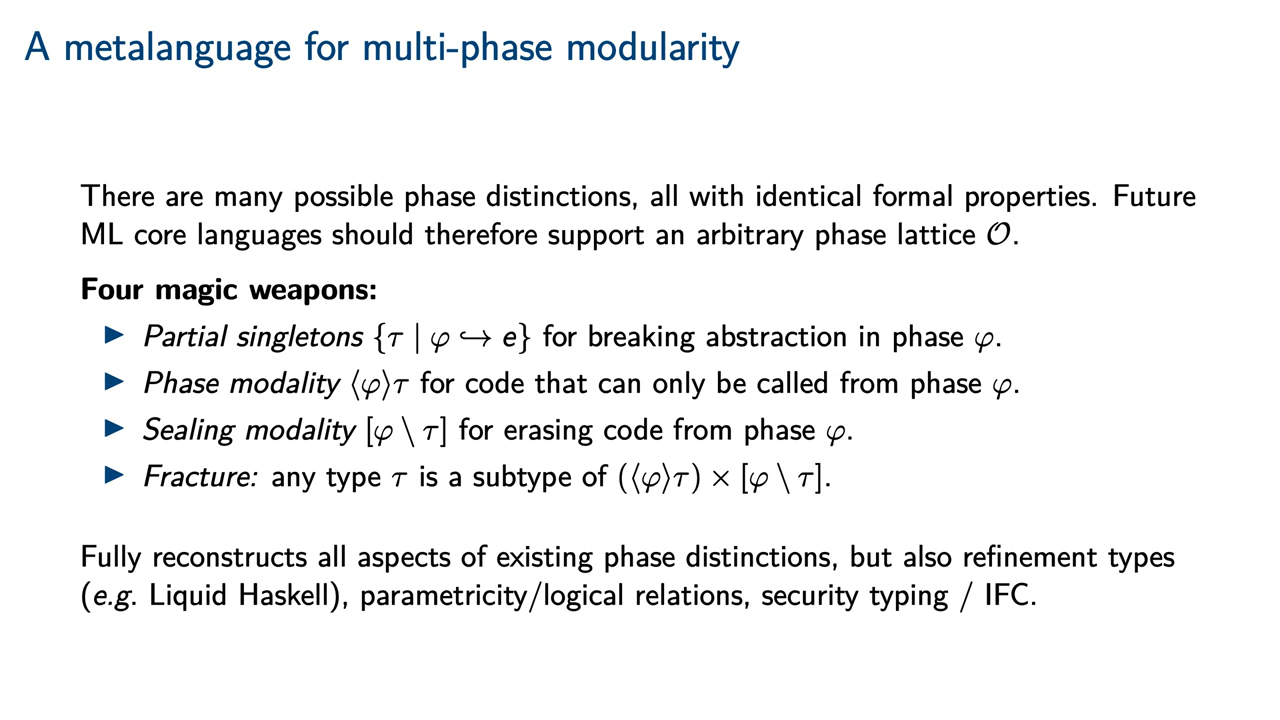 A metalanguage for multi-phase modularity
There are many possible phase distinctions, all with identical formal properties. Future
ML core languages should therefore support an arbitrary phase lattice 𝒪.
Four magic weapons:
▶ Partial singletons {τ | φ ↪ e} for breaking abstraction in phase φ.
▶ Phase modality ⟨φ⟩τ for code that can only be called from phase φ.
▶ Sealing modality [φ \ τ] for erasing code from phase φ.
▶ Fracture: any type τ is a subtype of (⟨φ⟩τ) × [φ \ τ].
Fully reconstructs all aspects of existing phase distinctions, but also refinement types
(e.g. Liquid Haskell), parametricity/logical relations, security typing / IFC.